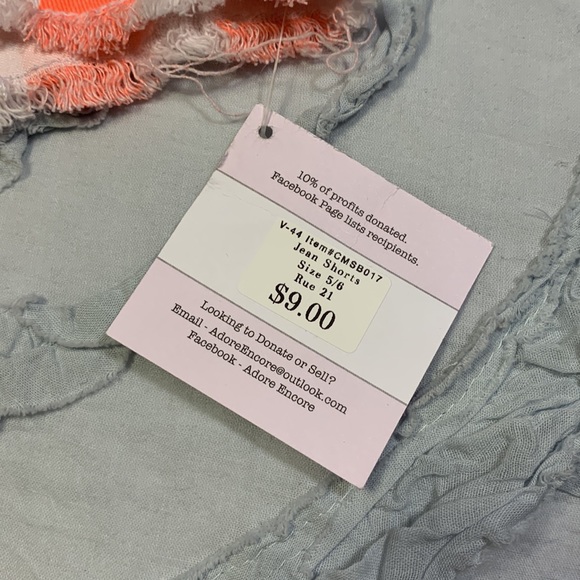 10% of profits donated.
Facebook Page lists recipients.
V-44 Item#CMSB017
Jean Shorts
Size 5/6
Rue 21
$9.00
Looking to Donate or Sell?
Email - AdoreEncore@outlook.com
Facebook - Adore Encore